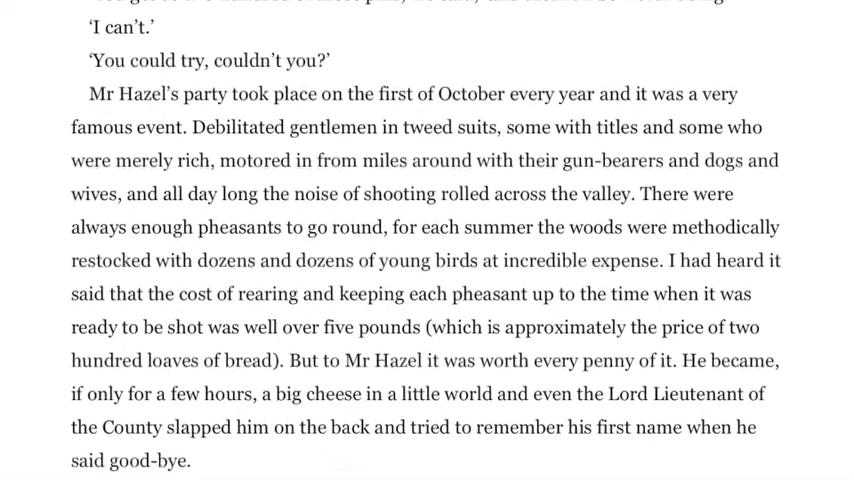 ‘I can’t.’
‘You could try, couldn’t you?’
Mr Hazel’s party took place on the first of October every year and it was a very
famous event. Debilitated gentlemen in tweed suits, some with titles and some who
were merely rich, motored in from miles around with their gun-bearers and dogs and
wives, and all day long the noise of shooting rolled across the valley. There were
always enough pheasants to go round, for each summer the woods were methodically
restocked with dozens and dozens of young birds at incredible expense. I had heard it
said that the cost of rearing and keeping each pheasant up to the time when it was
ready to be shot was well over five pounds (which is approximately the price of two
hundred loaves of bread). But to Mr Hazel it was worth every penny of it. He became,
if only for a few hours, a big cheese in a little world and even the Lord Lieutenant of
the County slapped him on the back and tried to remember his first name when he
said good-bye.